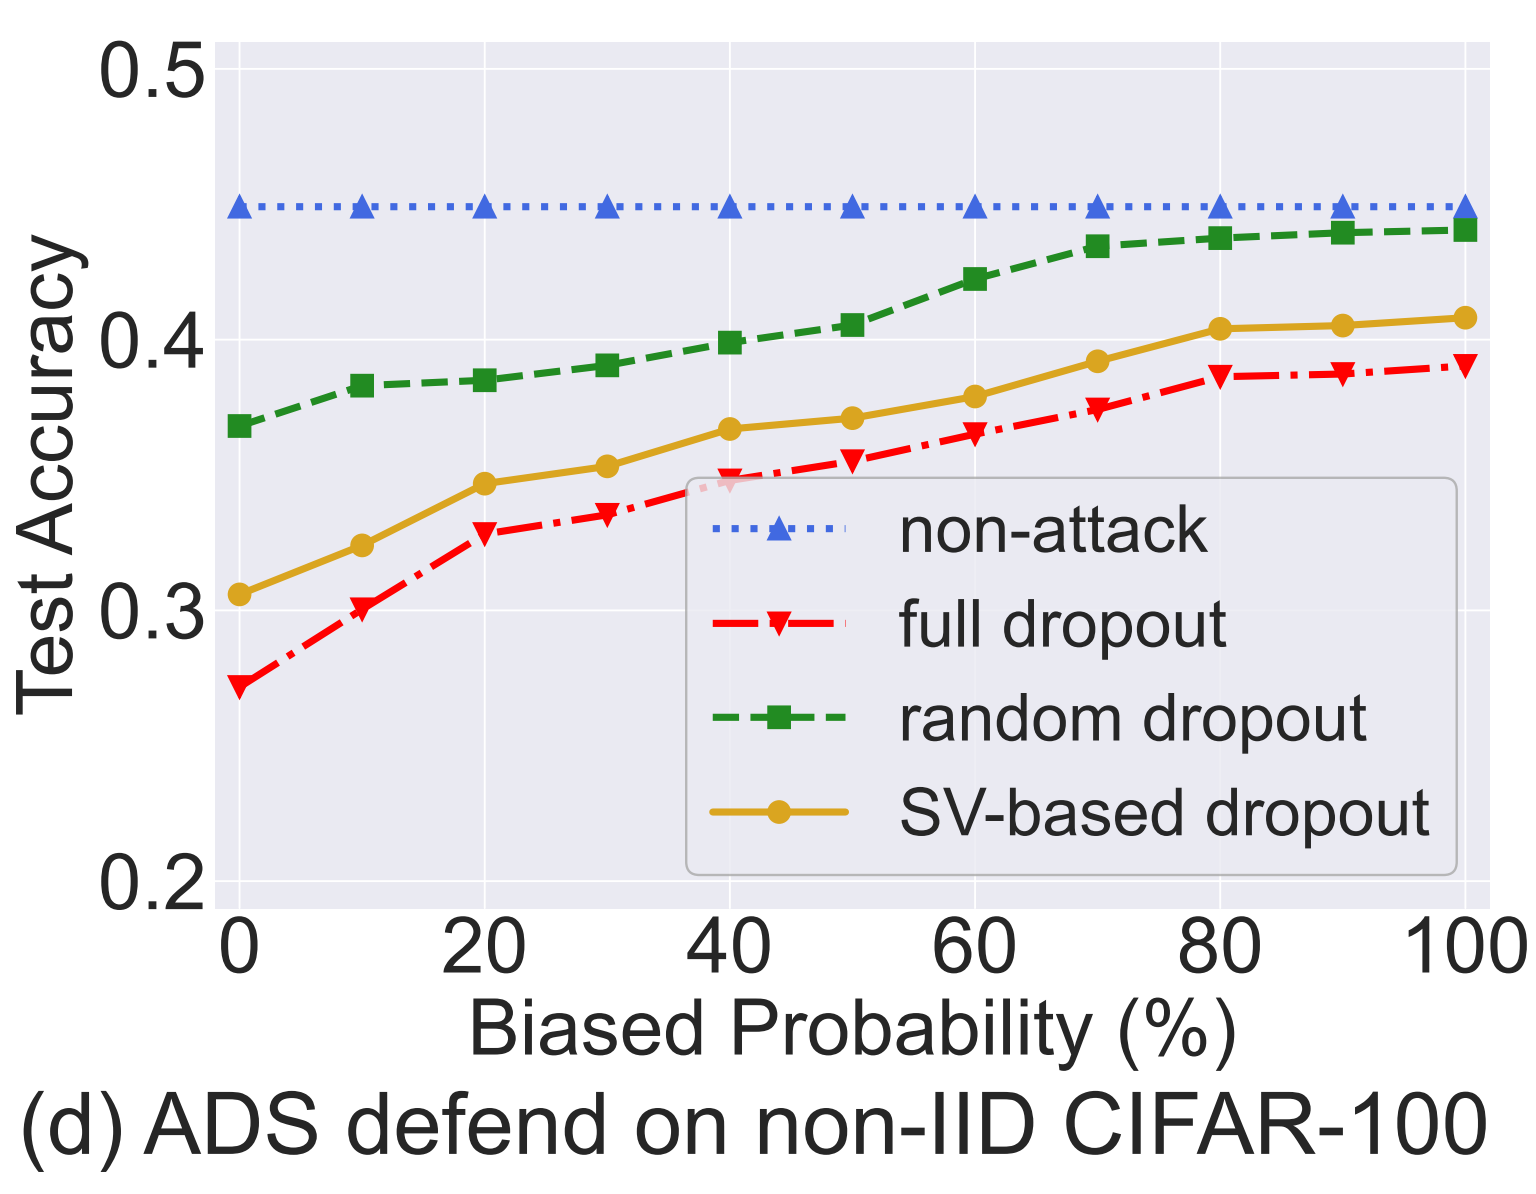 0.5
0.4
0.3
0.2
Test Accuracy
non-attack
full dropout
random dropout
SV-based dropout
0 20 40 60 80 100
Biased Probability (%)
(d) ADS defend on non-IID CIFAR-100